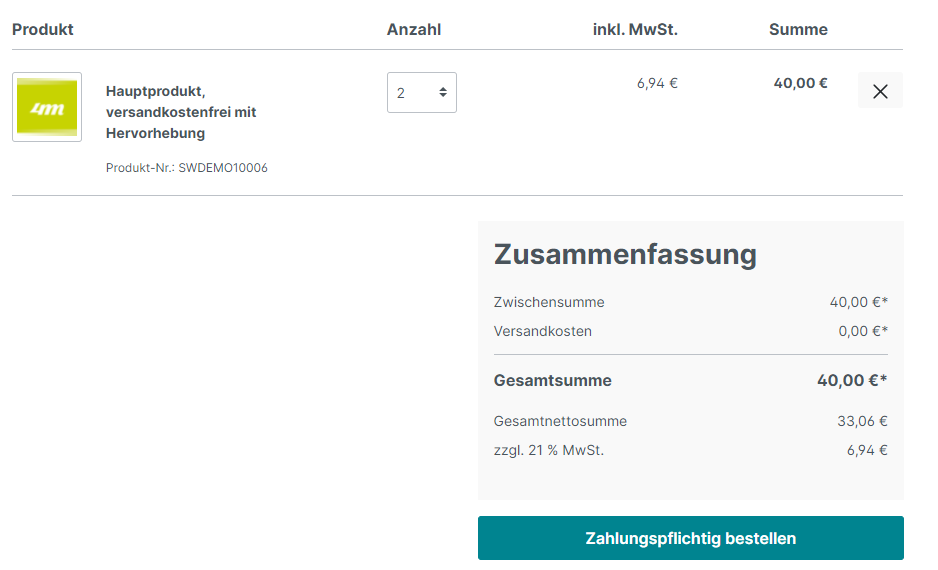 Produkt Anzahl inkl. MwSt. Summe
4m
Hauptprodukt, 2 6,94 € 40,00 €
versandkostenfrei mit
Hervorhebung
Produkt-Nr.: SWDEMO10006
Zusammenfassung
Zwischensumme 40,00 €*
Versandkosten 0,00 €*
Gesamtsumme 40,00 €*
Gesamtnettosumme 33,06 €
zzgl. 21 % MwSt. 6,94 €
Zahlungspflichtig bestellen